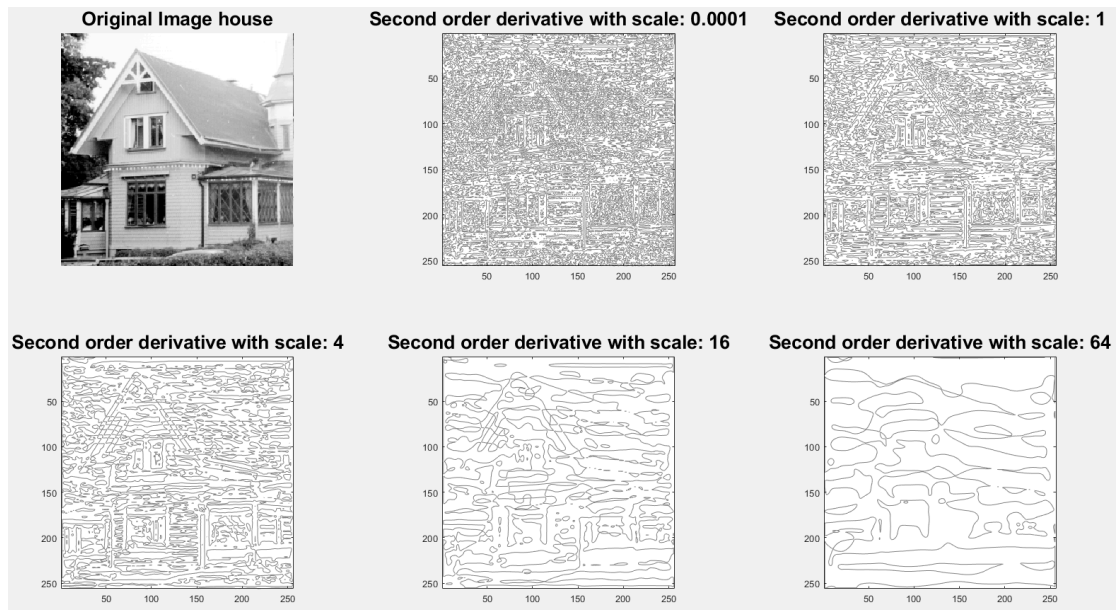 Original Image house
Second order derivative with scale: 0.0001
50
100
150
200
250
50 100 150 200 250
Second order derivative with scale: 1
50
100
150
200
250
50 100 150 200 250
Second order derivative with scale: 4
50
100
150
200
250
50 100 150 200 250
Second order derivative with scale: 16
50
100
150
200
250
50 100 150 200 250
Second order derivative with scale: 64
50
100
150
200
250
50 100 150 200 250